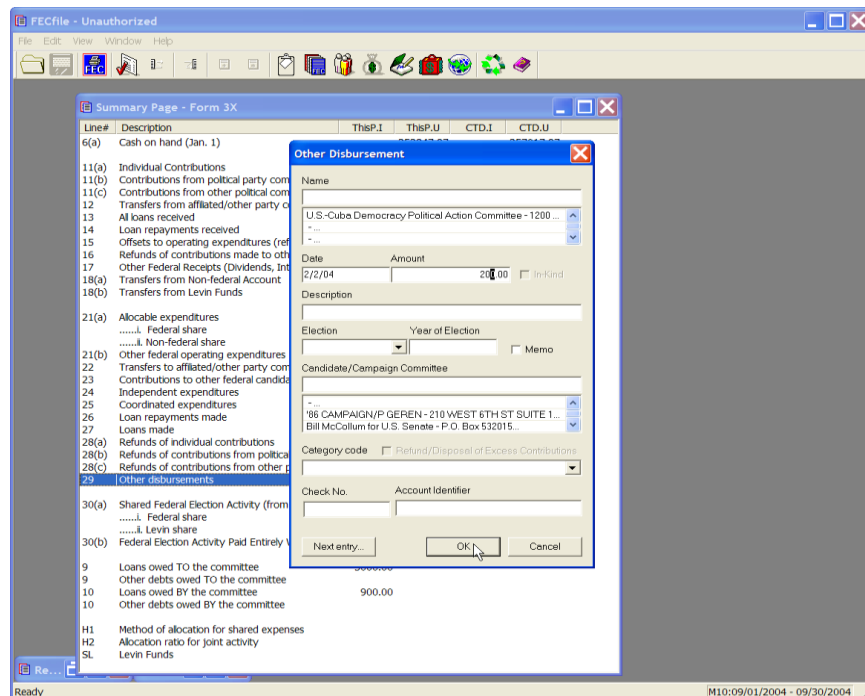 FECfile - Unauthorized
File Edit View Window Help
FEC
Summary Page - Form 3X
Line# Description ThisP.I ThisP.U CTD.I CTD.U
6(a) Cash on hand (Jan. 1)
11(a) Individual Contributions
11(b) Contributions from political party com
11(c) Contributions from other political com
12 Transfers from affiliated/other party c
13 All loans received
14 Loan repayments received
15 Offsets to operating expenditures (ref
16 Refunds of contributions made to oth
17 Other Federal Receipts (Dividends, Int
18(a) Transfers from Non-federal Account
18(b) Transfers from Levin Funds
21(a) Allocable expenditures
......i. Federal share
......ii. Non-federal share
21(b) Other federal operating expenditures
22 Transfers to affiliated/other party com
23 Contributions to other federal candida
24 Independent expenditures
25 Coordinated expenditures
26 Loan repayments made
27 Loans made
28(a) Refunds of individual contributions
28(b) Refunds of contributions from political
28(c) Refunds of contributions from other p
29 Other disbursements
30(a) Shared Federal Election Activity (from
......i. Federal share
......ii. Levin share
30(b) Federal Election Activity Paid Entirely
9 Loans owed TO the committee
9 Other debts owed TO the committee
10 Loans owed BY the committee 900.00
10 Other debts owed BY the committee
H1 Method of allocation for shared expenses
H2 Allocation ratio for joint activity
SL Levin Funds
Other Disbursement
Name
U.S.-Cuba Democracy Political Action Committee - 1200 ...
- ...
- ...
Date Amount
2/2/04 200.00 In-Kind
Description
Election Year of Election
Memo
Candidate/Campaign Committee
- ...
'86 CAMPAIGN/P GEREN - 210 WEST 6TH ST SUITE 1...
Bill McCollum for U.S. Senate - P.O. Box 532015...
Category code Refund/Disposal of Excess Contributions
Check No. Account Identifier
Next entry... OK Cancel
Re...
Ready M10:09/01/2004 - 09/30/2004